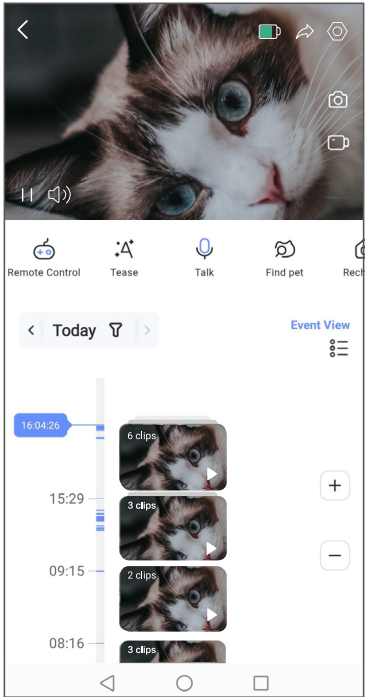 Remote Control Tease Talk Find pet Rech
Today
Event View
16:04:26
6 clips
15:29
3 clips
09:15
2 clips
08:16
3 clips